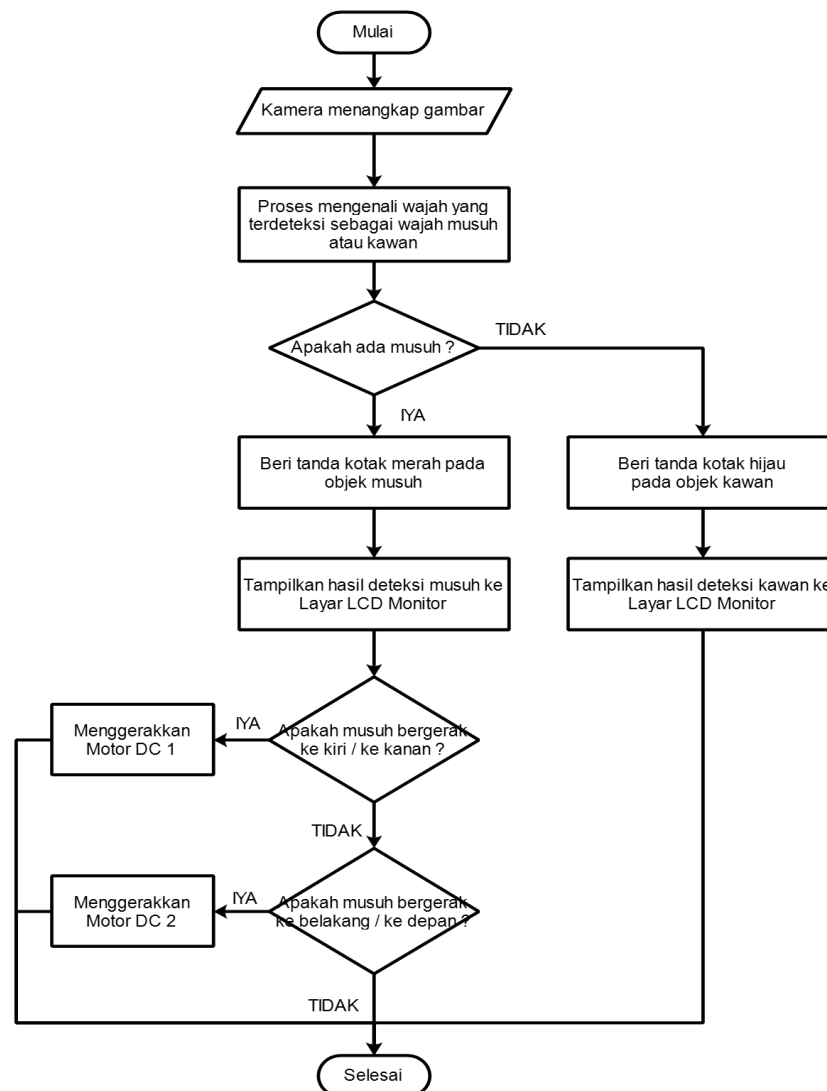 Mulai
Kamera menangkap gambar
Proses mengenali wajah yang
terdeteksi sebagai wajah musuh
atau kawan
Apakah ada musuh ?
TIDAK
IYA
Beri tanda kotak merah pada
objek musuh
Beri tanda kotak hijau
pada objek kawan
Tampilkan hasil deteksi musuh ke
Layar LCD Monitor
Tampilkan hasil deteksi kawan ke
Layar LCD Monitor
Apakah musuh bergerak
ke kiri / ke kanan ?
IYA
Menggerakkan
Motor DC 1
TIDAK
Apakah musuh bergerak
ke belakang / ke depan ?
IYA
Menggerakkan
Motor DC 2
TIDAK
Selesai